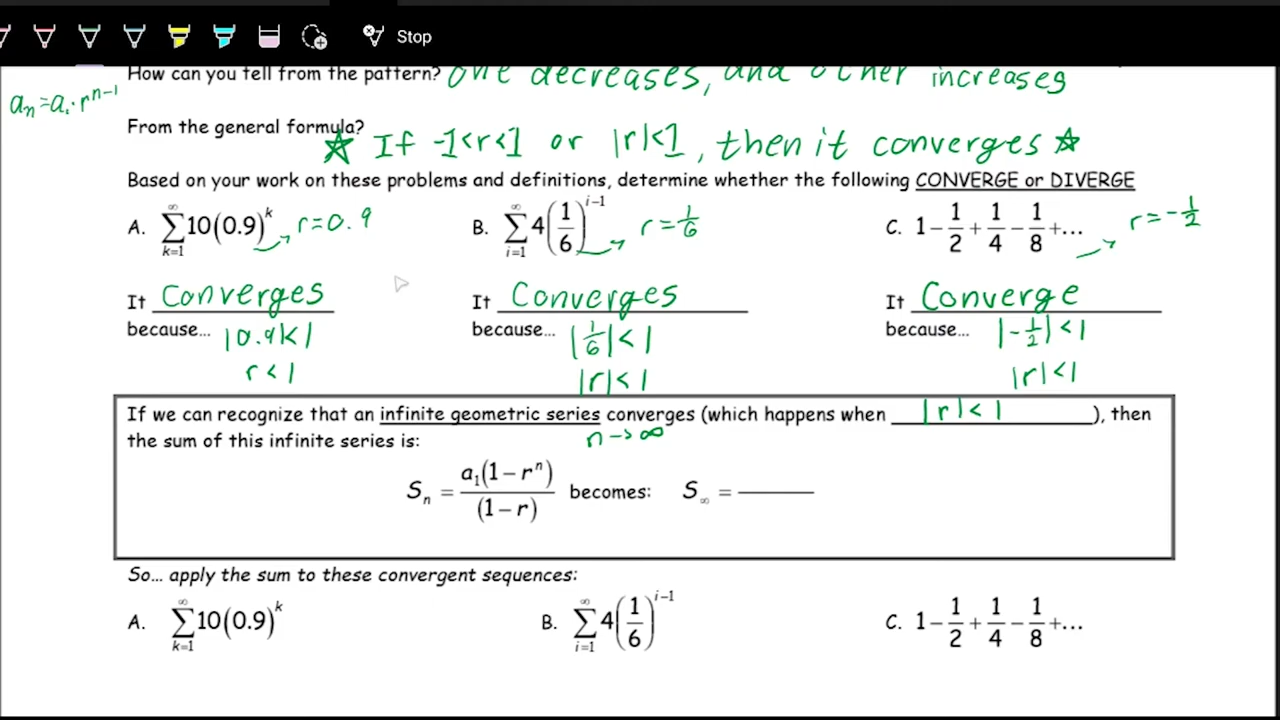 Stop
How can you tell from the pattern? one decreases, and other increases
aₙ=a₁·rⁿ⁻¹
From the general formula?
☆ If -1<r<1 or |r|<1, then it converges ☆
Based on your work on these problems and definitions, determine whether the following CONVERGE or DIVERGE
A. ∑_{k=1}^{∞} 10(0.9)^k r=0.9 B. ∑_{i=1}^{∞} 4(1/6)^{i-1} r=1/6 C. 1 - 1/2 + 1/4 - 1/8 +... r=-1/2
It Converges It Converges It Converge
because... |0.9|<1 because... |1/6|<1 because... |-1/2|<1
r<1 |r|<1 |r|<1
If we can recognize that an infinite geometric series converges (which happens when |r|<1), then
the sum of this infinite series is: n→∞
Sₙ = a₁(1-rⁿ)/(1-r) becomes: S_∞ = ______
So... apply the sum to these convergent sequences:
A. ∑_{k=1}^{∞} 10(0.9)^k B. ∑_{i=1}^{∞} 4(1/6)^{i-1} C. 1 - 1/2 + 1/4 - 1/8 +...